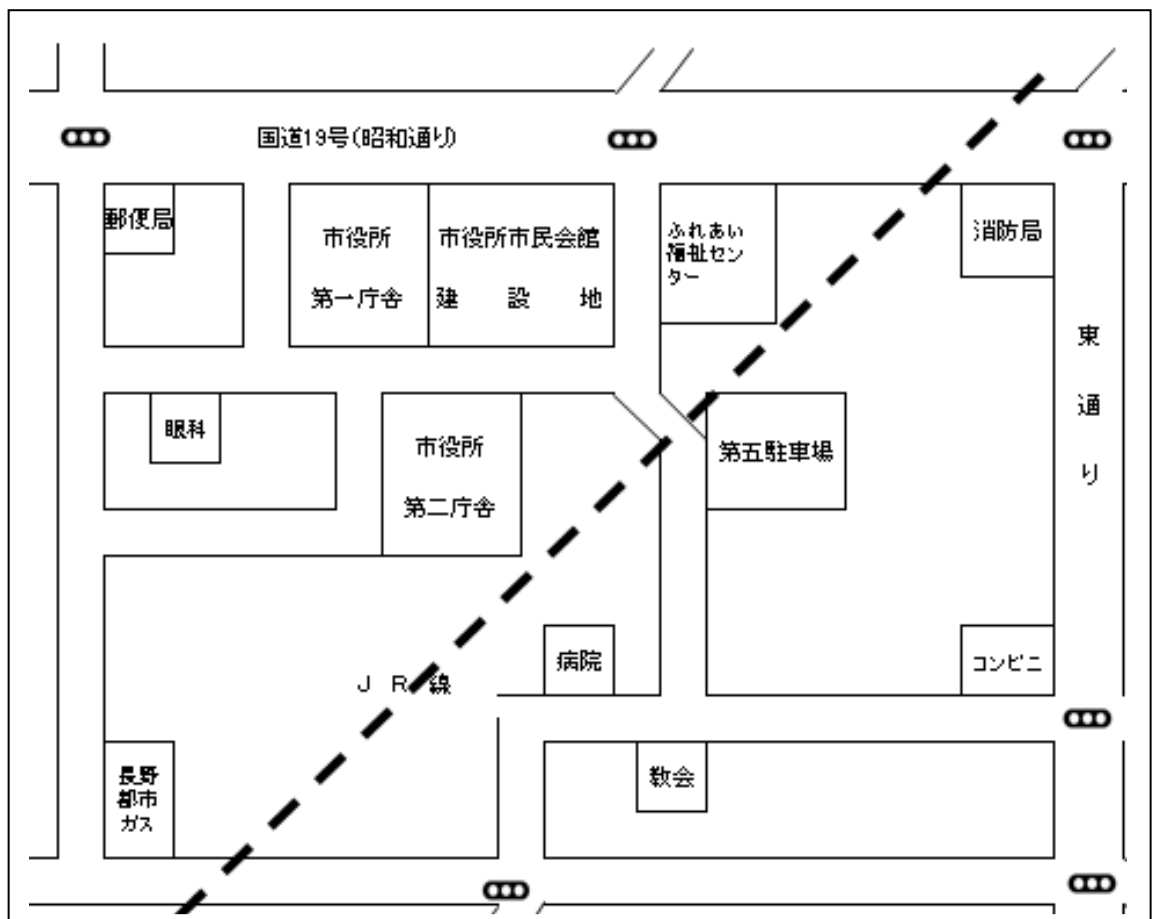 国道19号(昭和通り)
郵便局
市役所
第一庁舎
市役所市民会館
建設地
ふれあい
福祉セン
ター
消防局
東通り
眼科
市役所
第二庁舎
第五駐車場
病院
コンビニ
JR線
長野
都市
ガス
教会